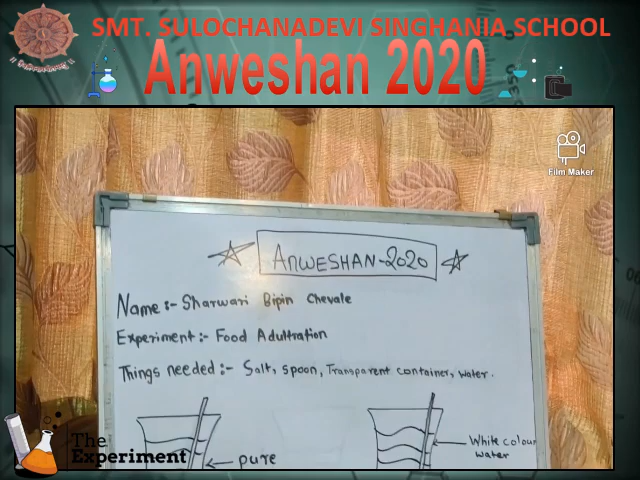 SMT. SULOCHANADEVI SINGHANIA SCHOOL
Anweshan 2020
Film Maker
ANWESHAN-2020
Name:- Sharwari Bipin Chevale
Experiment:- Food Adultration
Things needed:- Salt, spoon, Transparent container, water.
pure
White colour
water
The
Experiment